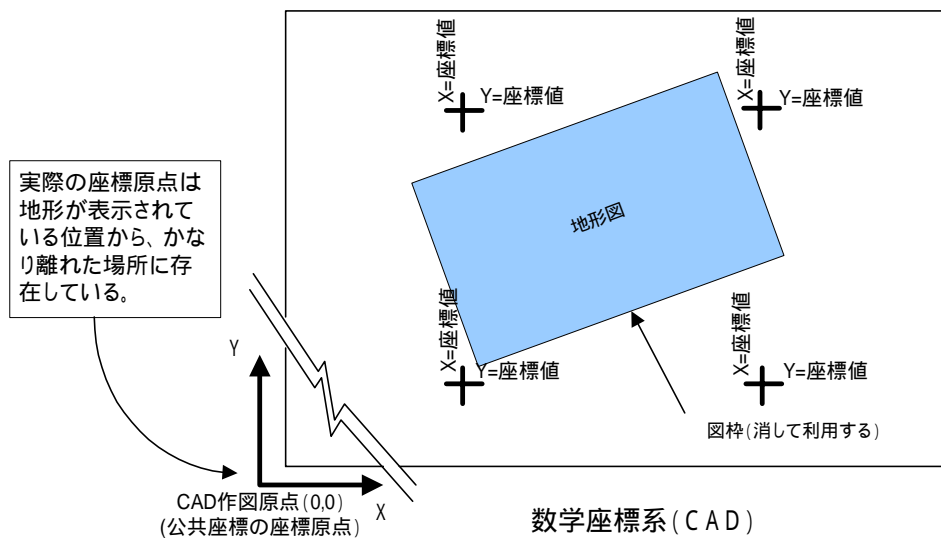 X=座標値
Y=座標値
X=座標値
Y=座標値
実際の座標原点は
地形が表示されて
いる位置から、かな
り離れた場所に存
在している。
地形図
X=座標値
Y=座標値
X=座標値
Y=座標値
Y
図枠(消して利用する)
CAD作図原点(0,0)
(公共座標の座標原点)
X
数学座標系(CAD)